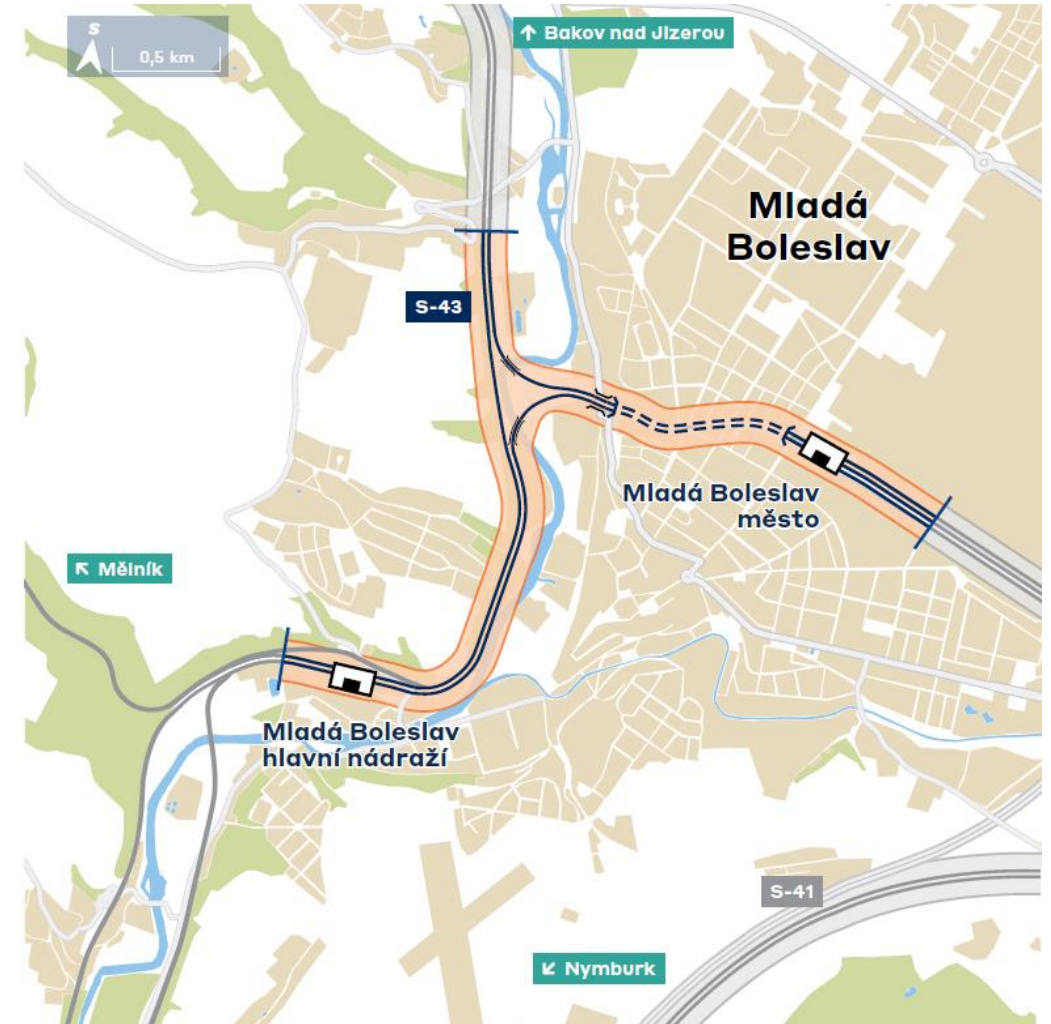 S
0,5 km
↑ Bakov nad JIzerou
Mladá
Boleslav
S-43
Mladá Boleslav
město
↖ Mělník
Mladá Boleslav
hlavní nádraží
S-41
↙ Nymburk